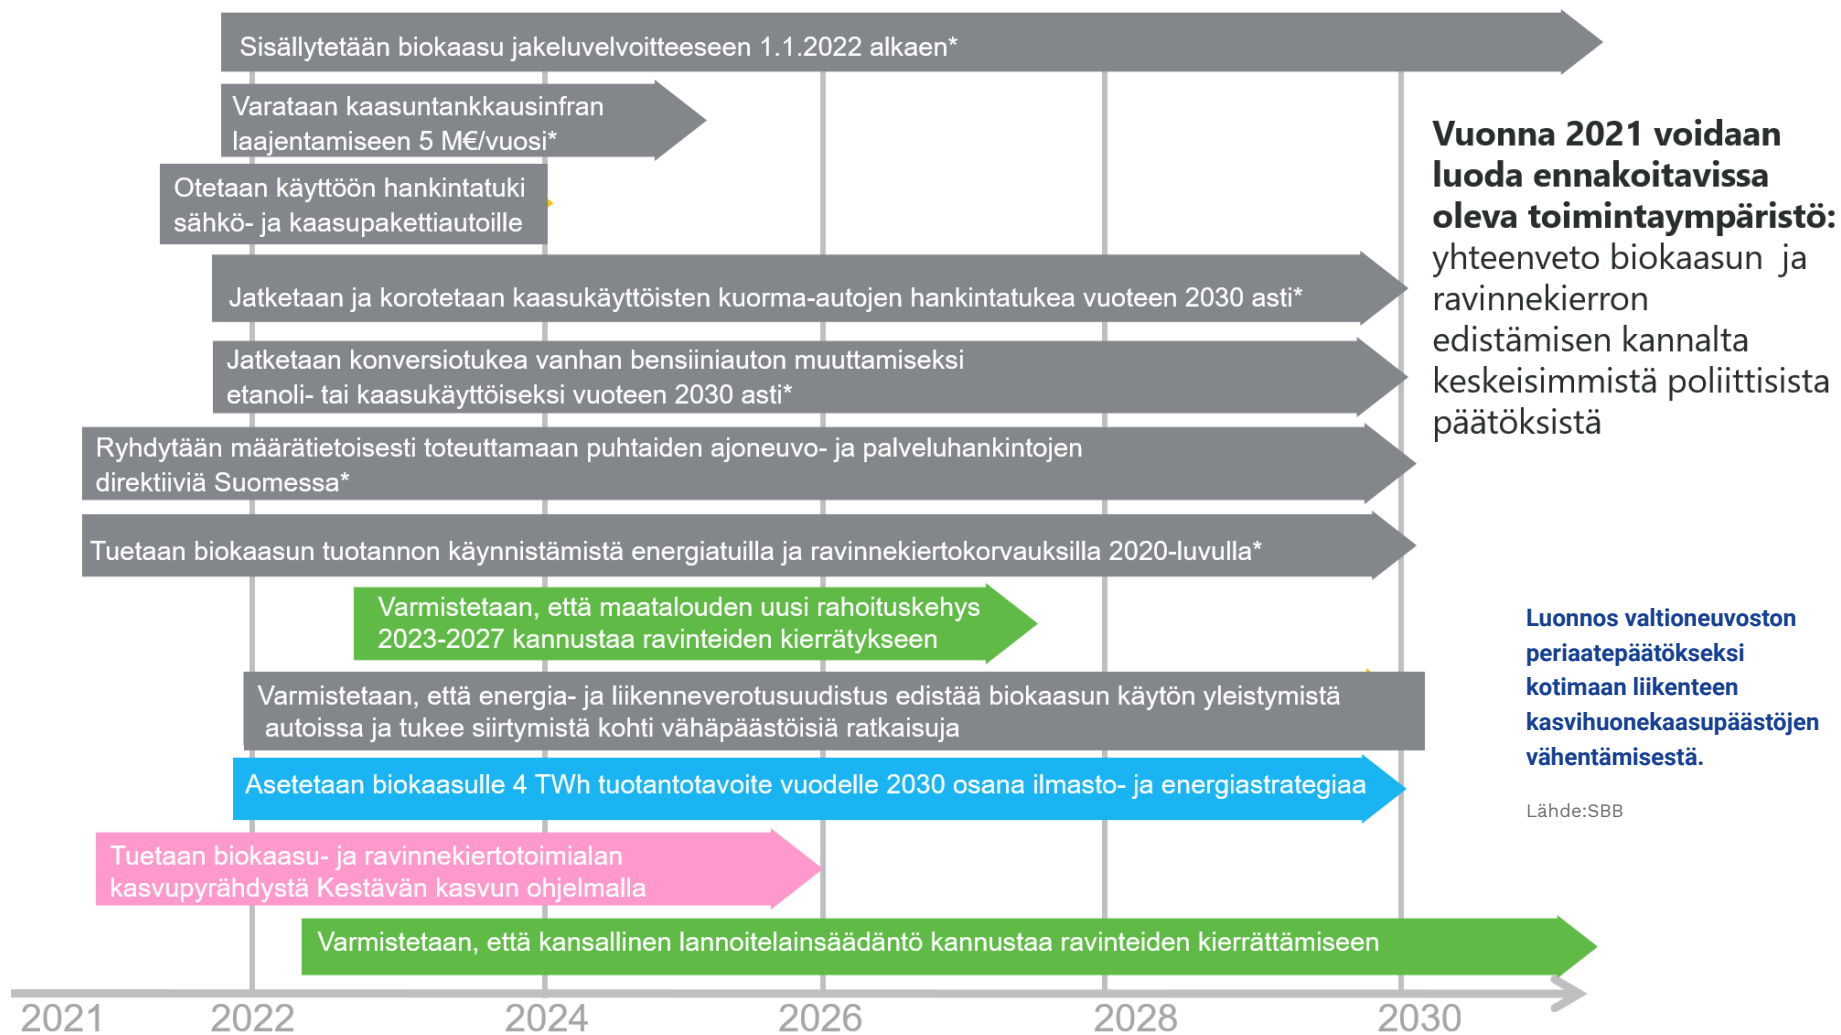 Sisällytetään biokaasu jakeluvelvoitteeseen 1.1.2022 alkaen*
Varataan kaasuntankkausinfran
laajentamiseen 5 M€/vuosi*
Otetaan käyttöön hankintatuki
sähkö- ja kaasupakettiautoille
Jatketaan ja korotetaan kaasukäyttöisten kuorma-autojen hankintatukea vuoteen 2030 asti*
Jatketaan konversiotukea vanhan bensiiniauton muuttamiseksi
etanoli- tai kaasukäyttöiseksi vuoteen 2030 asti*
Ryhdytään määrätietoisesti toteuttamaan puhtaiden ajoneuvo- ja palveluhankintojen
direktiiviä Suomessa*
Tuetaan biokaasun tuotannon käynnistämistä energiatuilla ja ravinnekiertokorvauksilla 2020-luvulla*
Varmistetaan, että maatalouden uusi rahoituskehys
2023-2027 kannustaa ravinteiden kierrätykseen
Varmistetaan, että energia- ja liikenneverotusuudistus edistää biokaasun käytön yleistymistä
autoissa ja tukee siirtymistä kohti vähäpäästöisiä ratkaisuja
Asetetaan biokaasulle 4 TWh tuotantotavoite vuodelle 2030 osana ilmasto- ja energiastrategiaa
Tuetaan biokaasu- ja ravinnekiertotoimialan
kasvupyrähdystä Kestävän kasvun ohjelmalla
Varmistetaan, että kansallinen lannoitelainsäädäntö kannustaa ravinteiden kierrättämiseen
2021 2022 2024 2026 2028 2030
Vuonna 2021 voidaan
luoda ennakoitavissa
oleva toimintaympäristö:
yhteenveto biokaasun ja
ravinnekierron
edistämisen kannalta
keskeisimmistä poliittisista
päätöksistä
Luonnos valtioneuvoston
periaatepäätökseksi
kotimaan liikenteen
kasvihuonekaasupäästöjen
vähentämisestä.
Lähde:SBB